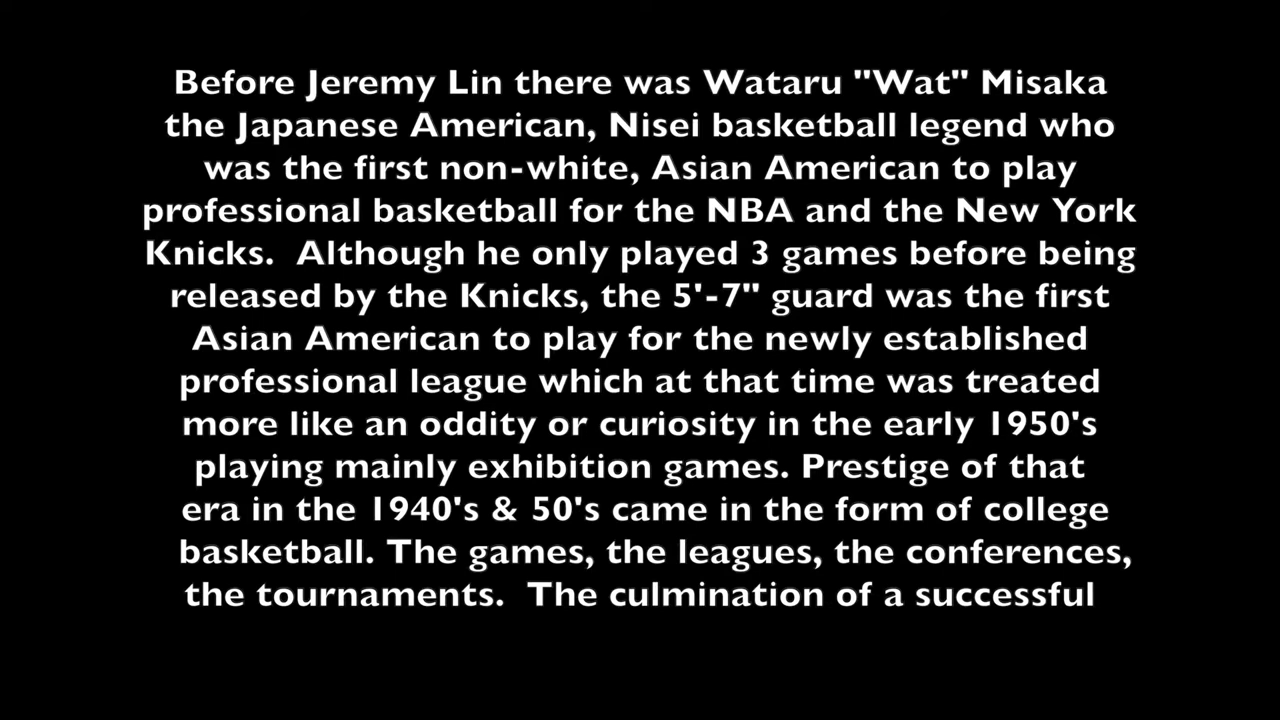 Before Jeremy Lin there was Wataru "Wat" Misaka
the Japanese American, Nisei basketball legend who
was the first non-white, Asian American to play
professional basketball for the NBA and the New York
Knicks.  Although he only played 3 games before being
released by the Knicks, the 5'-7" guard was the first
Asian American to play for the newly established
professional league which at that time was treated
more like an oddity or curiosity in the early 1950's
playing mainly exhibition games. Prestige of that
era in the 1940's & 50's came in the form of college
basketball. The games, the leagues, the conferences,
the tournaments.  The culmination of a successful